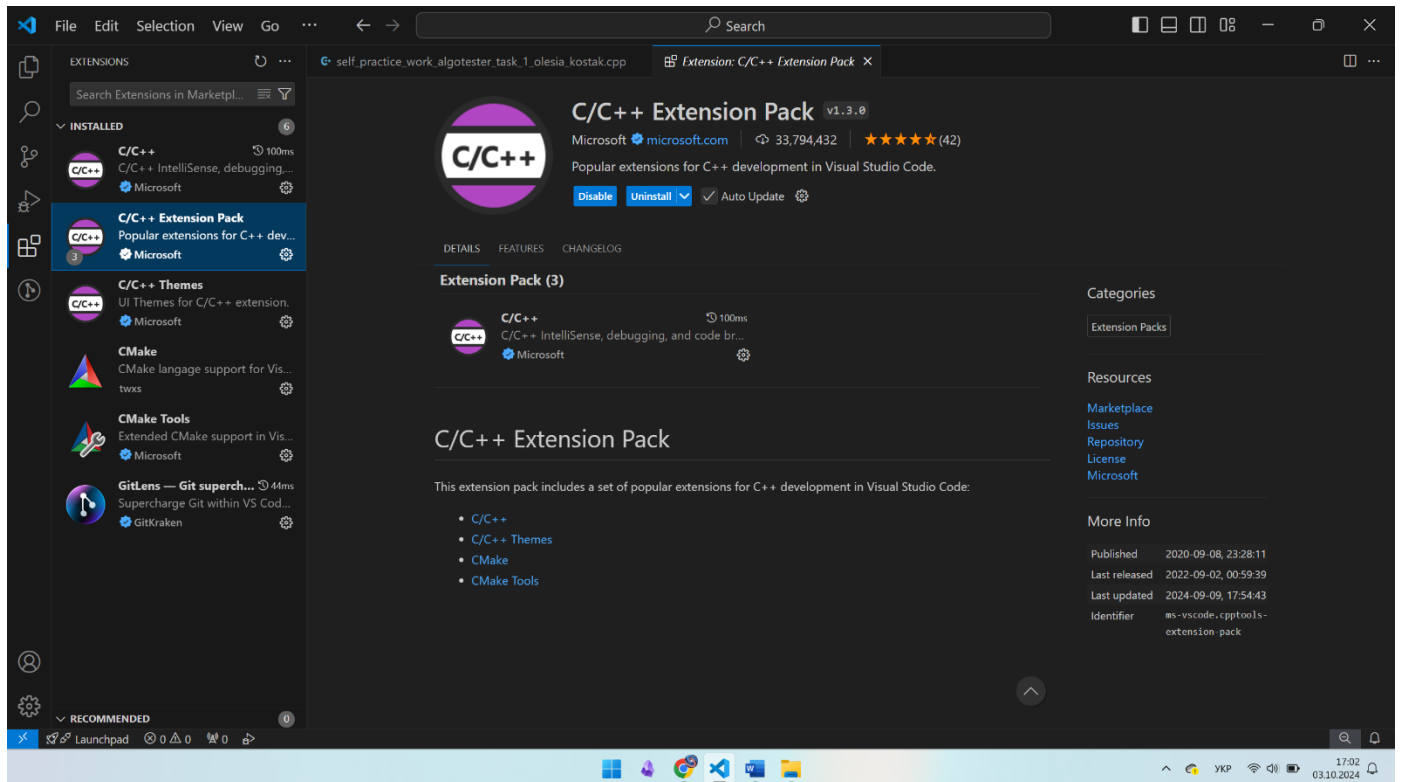 File Edit Selection View Go ···
Search
EXTENSIONS
Search Extensions in Marketpl...
INSTALLED 6
C/C++ 100ms
C/C++ IntelliSense, debugging,...
Microsoft
C/C++
C/C++ Extension Pack
Popular extensions for C++ dev...
Microsoft
C/C++
3
C/C++ Themes
UI Themes for C/C++ extension.
Microsoft
C/C++
CMake
CMake langage support for Vis...
twxs
CMake Tools
Extended CMake support in Vis...
Microsoft
GitLens — Git superch... 44ms
Supercharge Git within VS Cod...
GitKraken
RECOMMENDED 0
self_practice_work_algotester_task_1_olesia_kostak.cpp
Extension: C/C++ Extension Pack
C/C++
C/C++ Extension Pack v1.3.0
Microsoft microsoft.com 33,794,432 (42)
Popular extensions for C++ development in Visual Studio Code.
Disable Uninstall Auto Update
DETAILS FEATURES CHANGELOG
Extension Pack (3)
C/C++ 100ms
C/C++ IntelliSense, debugging, and code br...
Microsoft
C/C++
C/C++ Extension Pack
This extension pack includes a set of popular extensions for C++ development in Visual Studio Code:
• C/C++
• C/C++ Themes
• CMake
• CMake Tools
Categories
Extension Packs
Resources
Marketplace
Issues
Repository
License
Microsoft
More Info
Published 2020-09-08, 23:28:11
Last released 2022-09-02, 00:59:39
Last updated 2024-09-09, 17:54:43
Identifier ms-vscode.cpptools-
extension-pack
Launchpad 0 0 0
УКР
17:02
03.10.2024